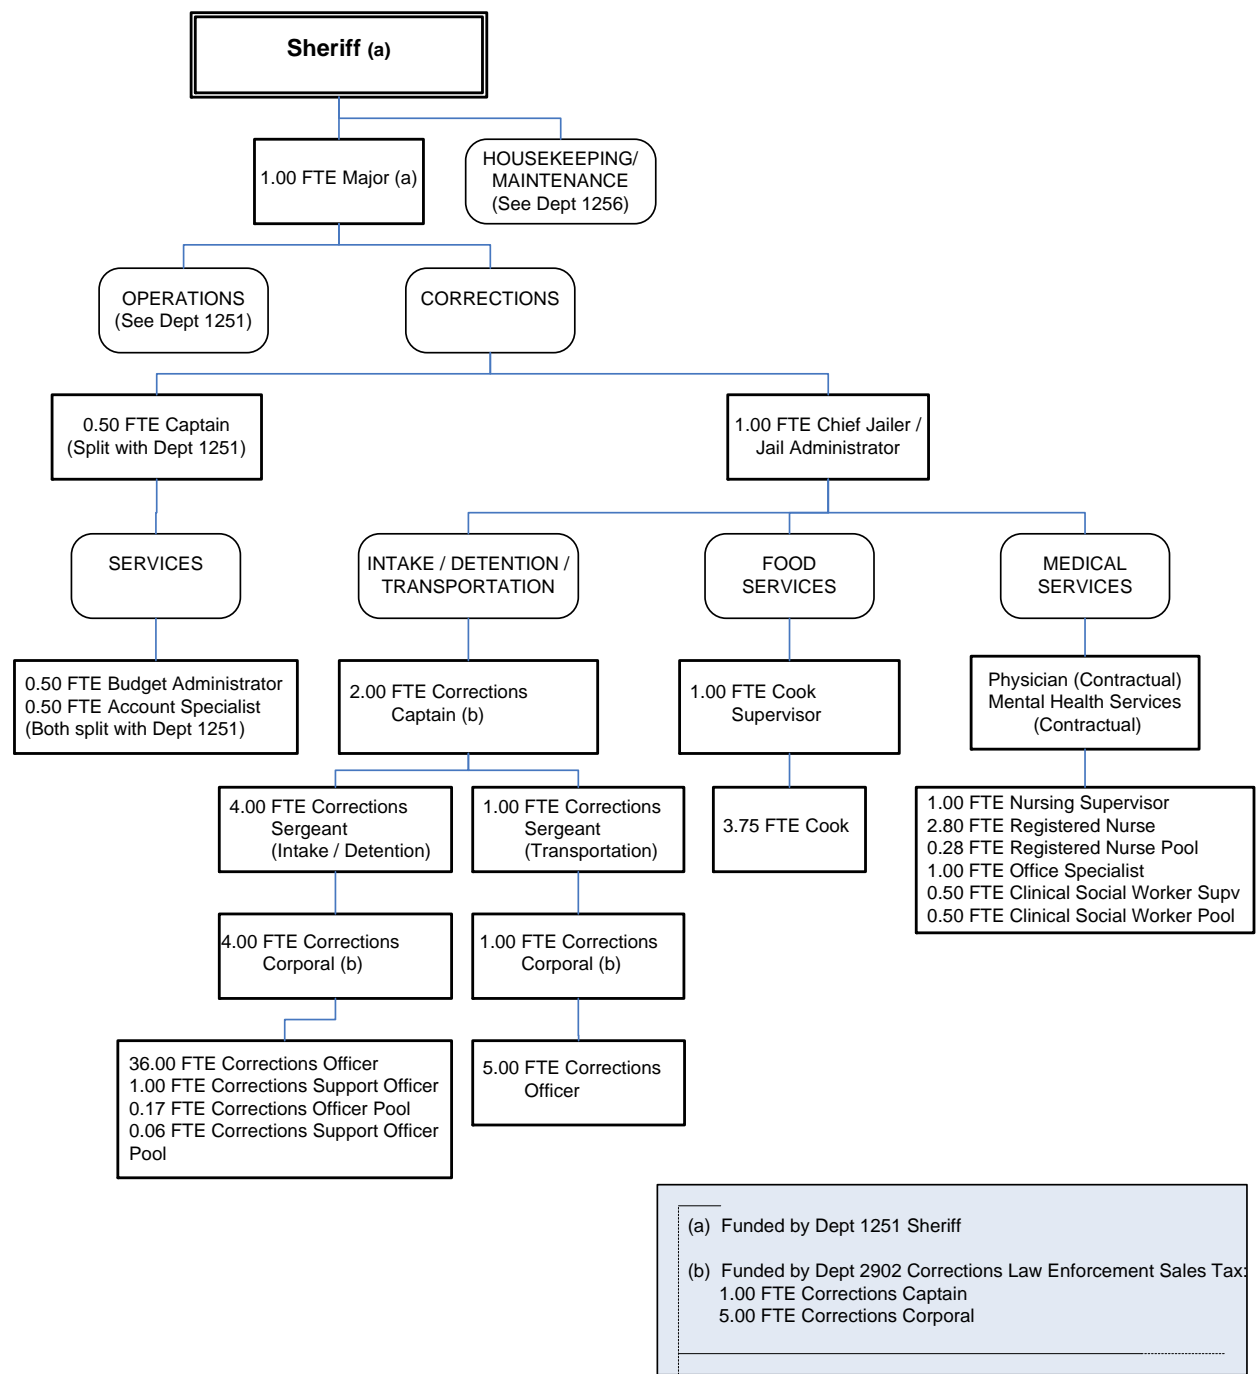 Sheriff (a)
1.00 FTE Major (a)
HOUSEKEEPING/
MAINTENANCE
(See Dept 1256)
OPERATIONS
(See Dept 1251)
CORRECTIONS
0.50 FTE Captain
(Split with Dept 1251)
1.00 FTE Chief Jailer /
Jail Administrator
SERVICES
INTAKE / DETENTION /
TRANSPORTATION
FOOD
SERVICES
MEDICAL
SERVICES
0.50 FTE Budget Administrator
0.50 FTE Account Specialist
(Both split with Dept 1251)
2.00 FTE Corrections
Captain (b)
1.00 FTE Cook
Supervisor
Physician (Contractual)
Mental Health Services
(Contractual)
4.00 FTE Corrections
Sergeant
(Intake / Detention)
1.00 FTE Corrections
Sergeant
(Transportation)
3.75 FTE Cook
1.00 FTE Nursing Supervisor
2.80 FTE Registered Nurse
0.28 FTE Registered Nurse Pool
1.00 FTE Office Specialist
0.50 FTE Clinical Social Worker Supv
0.50 FTE Clinical Social Worker Pool
4.00 FTE Corrections
Corporal (b)
1.00 FTE Corrections
Corporal (b)
36.00 FTE Corrections Officer
1.00 FTE Corrections Support Officer
0.17 FTE Corrections Officer Pool
0.06 FTE Corrections Support Officer
Pool
5.00 FTE Corrections
Officer
(a) Funded by Dept 1251 Sheriff
(b) Funded by Dept 2902 Corrections Law Enforcement Sales Tax:
1.00 FTE Corrections Captain
5.00 FTE Corrections Corporal